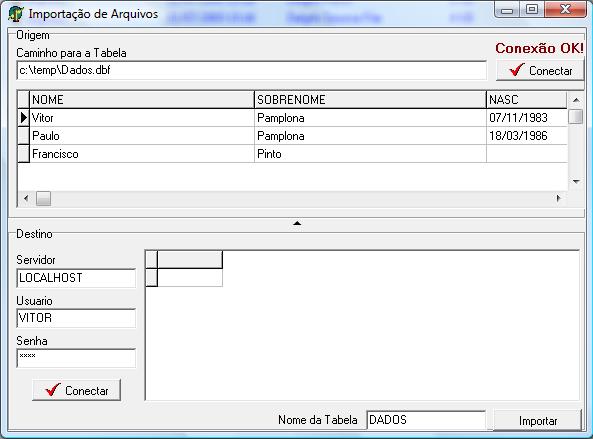 Importação de Arquivos
Origem
Caminho para a Tabela
Conexão OK!
c:\temp\Dados.dbf
Conectar
NOME SOBRENOME NASC
Vitor Pamplona 07/11/1983
Paulo Pamplona 18/03/1986
Francisco Pinto
Destino
Servidor
LOCALHOST
Usuario
VITOR
Senha
****
Conectar
Nome da Tabela DADOS Importar